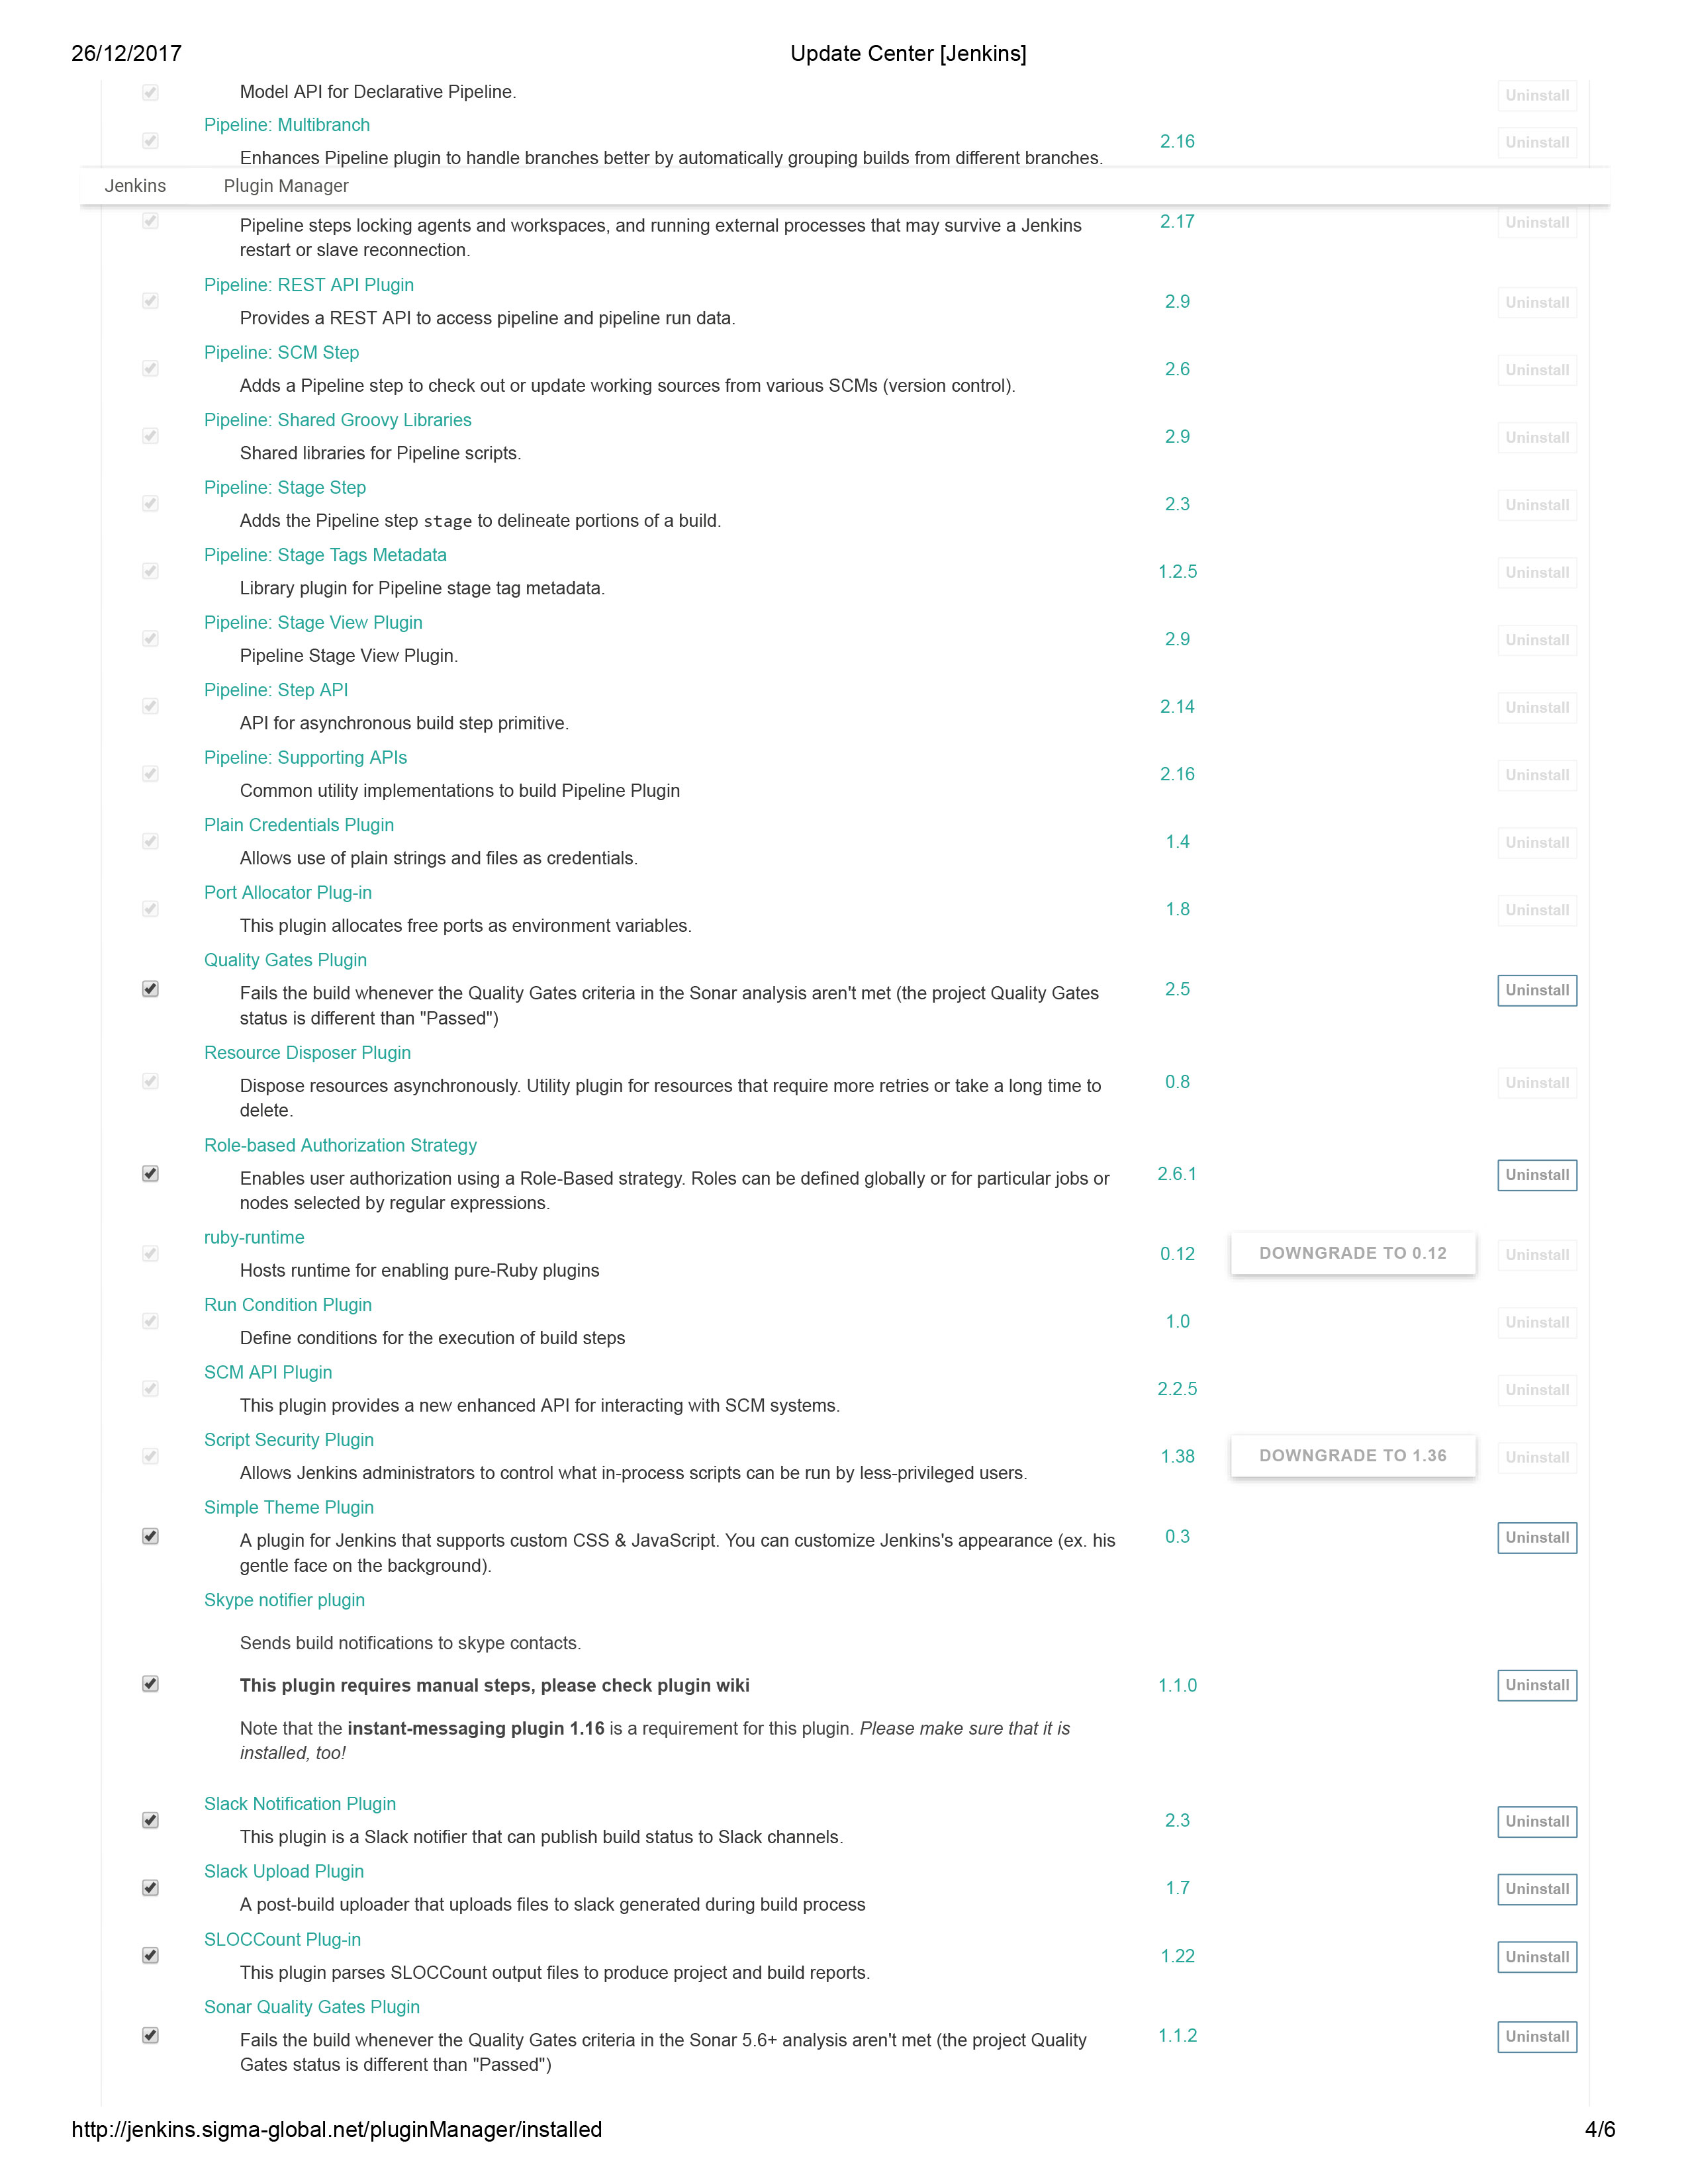 26/12/2017 Update Center [Jenkins]
Model API for Declarative Pipeline. Uninstall
Pipeline: Multibranch
2.16 Uninstall
Enhances Pipeline plugin to handle branches better by automatically grouping builds from different branches.
Jenkins Plugin Manager
2.17 Uninstall
Pipeline steps locking agents and workspaces, and running external processes that may survive a Jenkins
restart or slave reconnection.
Pipeline: REST API Plugin
2.9 Uninstall
Provides a REST API to access pipeline and pipeline run data.
Pipeline: SCM Step
2.6 Uninstall
Adds a Pipeline step to check out or update working sources from various SCMs (version control).
Pipeline: Shared Groovy Libraries
2.9 Uninstall
Shared libraries for Pipeline scripts.
Pipeline: Stage Step
2.3 Uninstall
Adds the Pipeline step stage to delineate portions of a build.
Pipeline: Stage Tags Metadata
1.2.5 Uninstall
Library plugin for Pipeline stage tag metadata.
Pipeline: Stage View Plugin
2.9 Uninstall
Pipeline Stage View Plugin.
Pipeline: Step API
2.14 Uninstall
API for asynchronous build step primitive.
Pipeline: Supporting APIs
2.16 Uninstall
Common utility implementations to build Pipeline Plugin
Plain Credentials Plugin
1.4 Uninstall
Allows use of plain strings and files as credentials.
Port Allocator Plug-in
1.8 Uninstall
This plugin allocates free ports as environment variables.
Quality Gates Plugin
2.5 Uninstall
Fails the build whenever the Quality Gates criteria in the Sonar analysis aren't met (the project Quality Gates
status is different than "Passed")
Resource Disposer Plugin
0.8 Uninstall
Dispose resources asynchronously. Utility plugin for resources that require more retries or take a long time to
delete.
Role-based Authorization Strategy
2.6.1 Uninstall
Enables user authorization using a Role-Based strategy. Roles can be defined globally or for particular jobs or
nodes selected by regular expressions.
ruby-runtime
0.12 DOWNGRADE TO 0.12 Uninstall
Hosts runtime for enabling pure-Ruby plugins
Run Condition Plugin
1.0 Uninstall
Define conditions for the execution of build steps
SCM API Plugin
2.2.5 Uninstall
This plugin provides a new enhanced API for interacting with SCM systems.
Script Security Plugin
1.38 DOWNGRADE TO 1.36 Uninstall
Allows Jenkins administrators to control what in-process scripts can be run by less-privileged users.
Simple Theme Plugin
0.3 Uninstall
A plugin for Jenkins that supports custom CSS & JavaScript. You can customize Jenkins's appearance (ex. his
gentle face on the background).
Skype notifier plugin
Sends build notifications to skype contacts.
This plugin requires manual steps, please check plugin wiki 1.1.0 Uninstall
Note that the instant-messaging plugin 1.16 is a requirement for this plugin. Please make sure that it is
installed, too!
Slack Notification Plugin
2.3 Uninstall
This plugin is a Slack notifier that can publish build status to Slack channels.
Slack Upload Plugin
1.7 Uninstall
A post-build uploader that uploads files to slack generated during build process
SLOCCount Plug-in
1.22 Uninstall
This plugin parses SLOCCount output files to produce project and build reports.
Sonar Quality Gates Plugin
1.1.2 Uninstall
Fails the build whenever the Quality Gates criteria in the Sonar 5.6+ analysis aren't met (the project Quality
Gates status is different than "Passed")
http://jenkins.sigma-global.net/pluginManager/installed 4/6